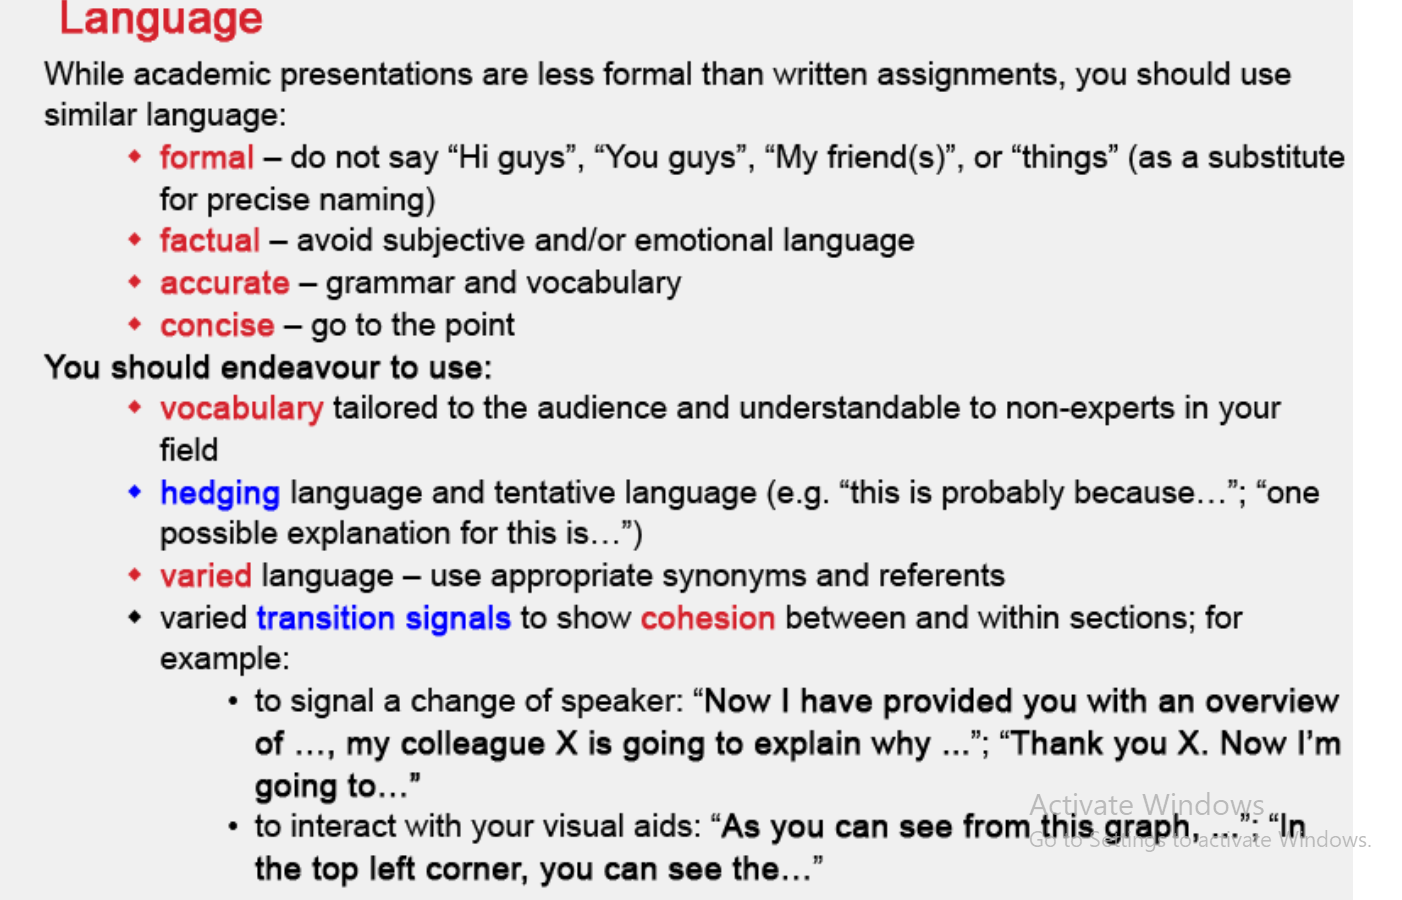 Language
While academic presentations are less formal than written assignments, you should use
similar language:
◆ formal – do not say “Hi guys”, “You guys”, “My friend(s)”, or “things” (as a substitute
for precise naming)
◆ factual – avoid subjective and/or emotional language
◆ accurate – grammar and vocabulary
◆ concise – go to the point
You should endeavour to use:
◆ vocabulary tailored to the audience and understandable to non-experts in your
field
◆ hedging language and tentative language (e.g. “this is probably because…”; “one
possible explanation for this is…”)
◆ varied language – use appropriate synonyms and referents
◆ varied transition signals to show cohesion between and within sections; for
example:
• to signal a change of speaker: “Now I have provided you with an overview
of …, my colleague X is going to explain why ...”; “Thank you X. Now I’m
going to…”
• to interact with your visual aids: “As you can see from this graph, …”; “In
the top left corner, you can see the…”
Activate Windows
Go to Settings to activate Windows.